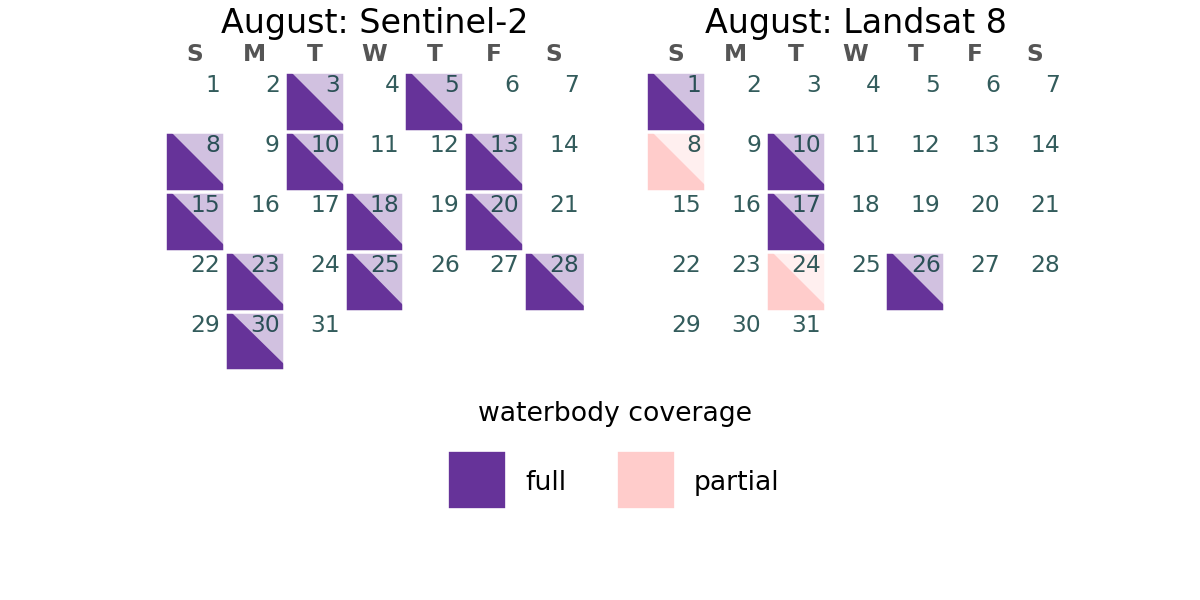 August: Sentinel-2
S M T W T F S
1 2 3 4 5 6 7
8 9 10 11 12 13 14
15 16 17 18 19 20 21
22 23 24 25 26 27 28
29 30 31
August: Landsat 8
S M T W T F S
1 2 3 4 5 6 7
8 9 10 11 12 13 14
15 16 17 18 19 20 21
22 23 24 25 26 27 28
29 30 31
waterbody coverage
full partial